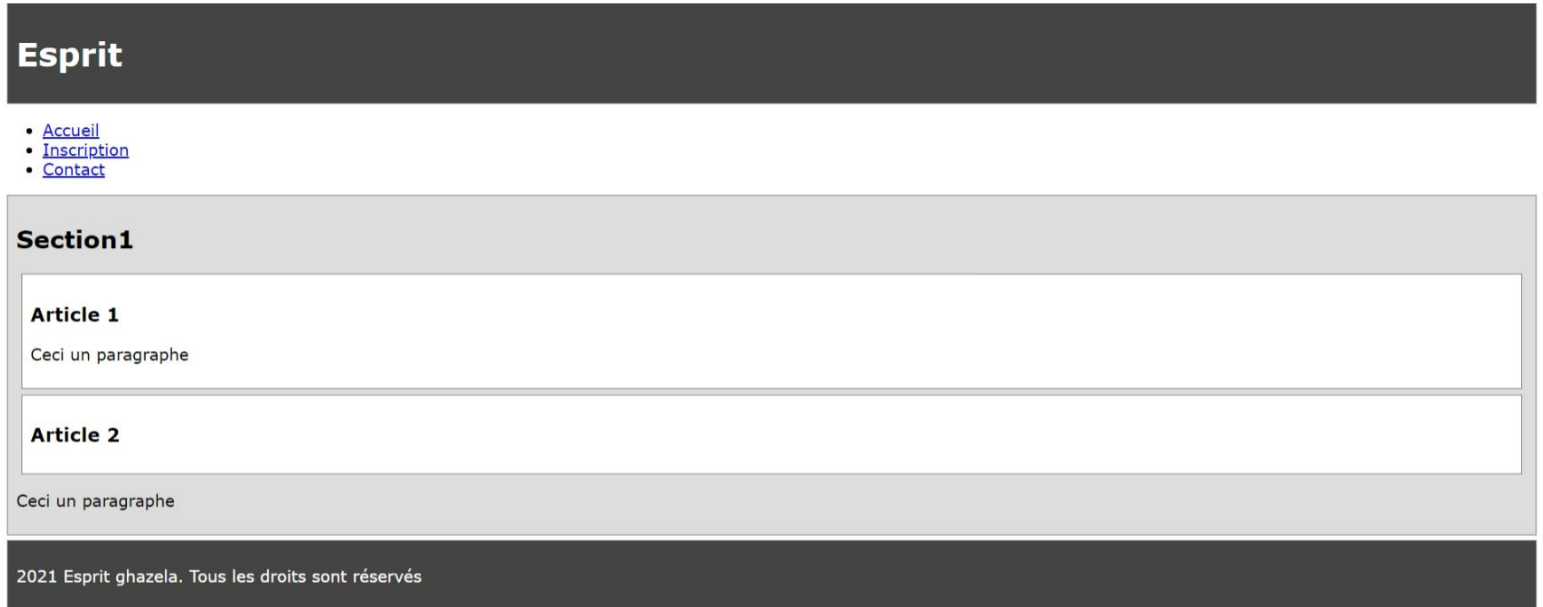 Esprit
Accueil
Inscription
Contact
Section1
Article 1
Ceci un paragraphe
Article 2
Ceci un paragraphe
2021 Esprit ghazela. Tous les droits sont réservés